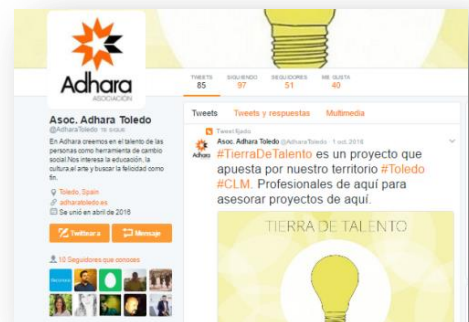 Adhara
ASOCIACIÓN
TWEETS
85
SIGUIENDO
97
SEGUIDORES
51
ME GUSTA
40
Asoc. Adhara Toledo
@AdharaToledo TE SIGUE
En Adhara creemos en el talento de las
personas como herramienta de cambio
social.Nos interesa la educación, la
cultura,el arte y buscar la felicidad como
fin.
Toledo, Spain
adharatoledo.es
Se unió en abril de 2016
Twittear a
Mensaje
10 Seguidores que conoces
Tweets
Tweets y respuestas
Multimedia
Tweet fijado
Asoc. Adhara Toledo @AdharaToledo · 1 oct. 2016
#TierraDeTalento es un proyecto que
apuesta por nuestro territorio #Toledo
#CLM. Profesionales de aquí para
asesorar proyectos de aquí.
Adhara
TIERRA DE TALENTO